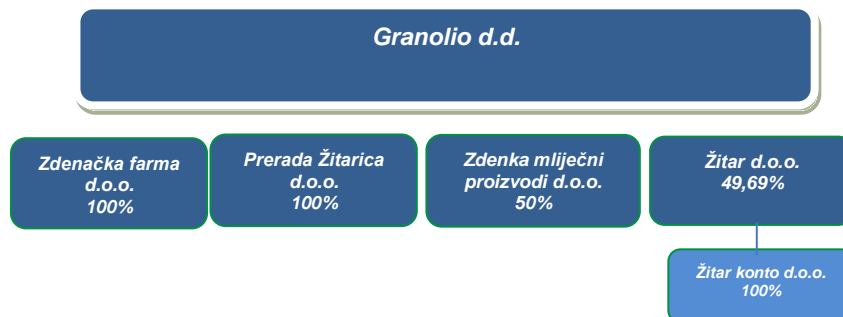 Granolio d.d.
Zdenačka farma
d.o.o.
100%
Prerada Žitarica
d.o.o.
100%
Zdenka mliječni
proizvodi d.o.o.
50%
Žitar d.o.o.
49,69%
Žitar konto d.o.o.
100%